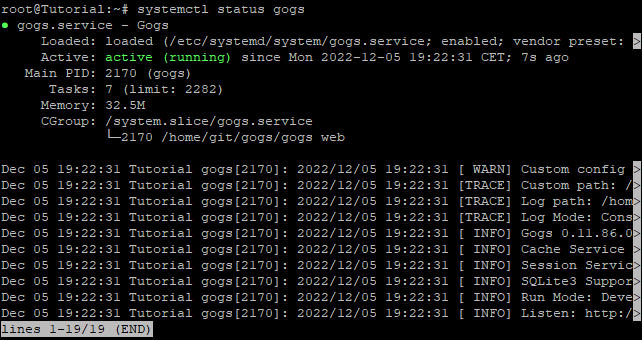 root@Tutorial:~# systemctl status gogs
● gogs.service - Gogs
     Loaded: loaded (/etc/systemd/system/gogs.service; enabled; vendor preset: >
     Active: active (running) since Mon 2022-12-05 19:22:31 CET; 7s ago
   Main PID: 2170 (gogs)
      Tasks: 7 (limit: 2282)
     Memory: 32.5M
     CGroup: /system.slice/gogs.service
             └─2170 /home/git/gogs/gogs web

Dec 05 19:22:31 Tutorial gogs[2170]: 2022/12/05 19:22:31 [ WARN] Custom config >
Dec 05 19:22:31 Tutorial gogs[2170]: 2022/12/05 19:22:31 [TRACE] Custom path: />
Dec 05 19:22:31 Tutorial gogs[2170]: 2022/12/05 19:22:31 [TRACE] Log path: /hom>
Dec 05 19:22:31 Tutorial gogs[2170]: 2022/12/05 19:22:31 [TRACE] Log Mode: Cons>
Dec 05 19:22:31 Tutorial gogs[2170]: 2022/12/05 19:22:31 [ INFO] Gogs 0.11.86.0>
Dec 05 19:22:31 Tutorial gogs[2170]: 2022/12/05 19:22:31 [ INFO] Cache Service >
Dec 05 19:22:31 Tutorial gogs[2170]: 2022/12/05 19:22:31 [ INFO] Session Servic>
Dec 05 19:22:31 Tutorial gogs[2170]: 2022/12/05 19:22:31 [ INFO] SQLite3 Suppor>
Dec 05 19:22:31 Tutorial gogs[2170]: 2022/12/05 19:22:31 [ INFO] Run Mode: Deve>
Dec 05 19:22:31 Tutorial gogs[2170]: 2022/12/05 19:22:31 [ INFO] Listen: http:/>
lines 1-19/19 (END)